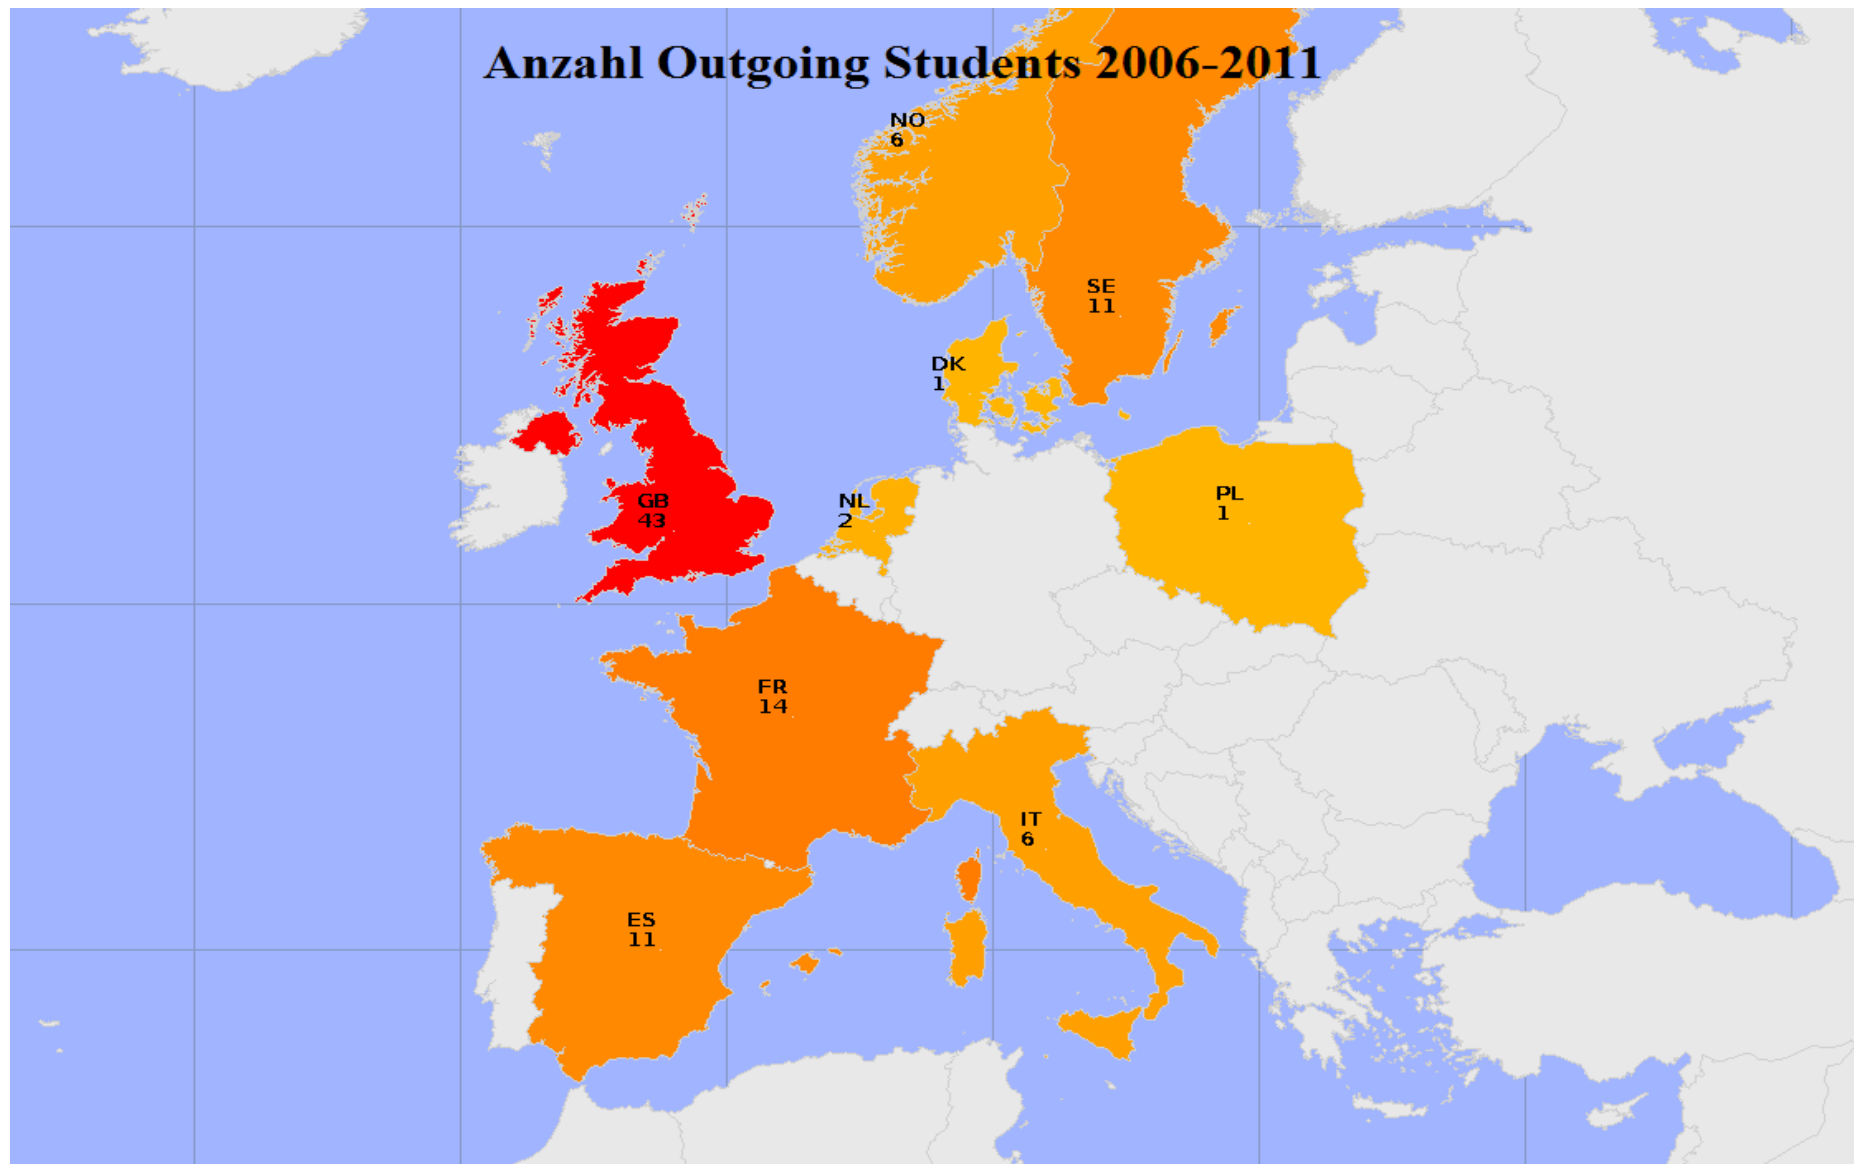 Anzahl Outgoing Students 2006-2011
NO
6
SE
11
DK
1
GB
43
NL
2
PL
1
FR
14
IT
6
ES
11